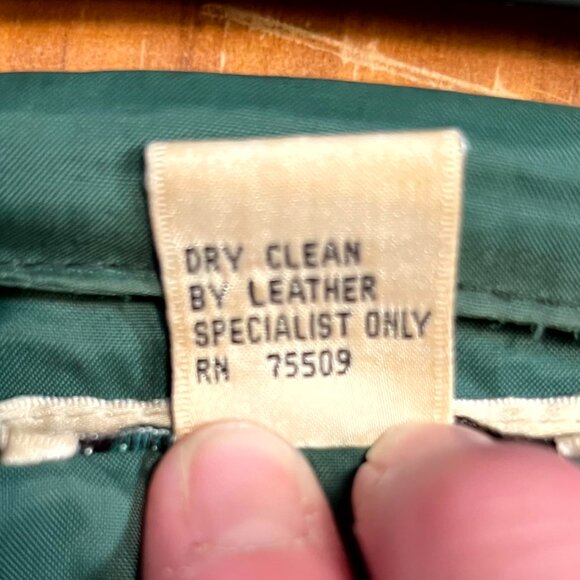 DRY CLEAN
BY LEATHER
SPECIALIST ONLY
RN 75509